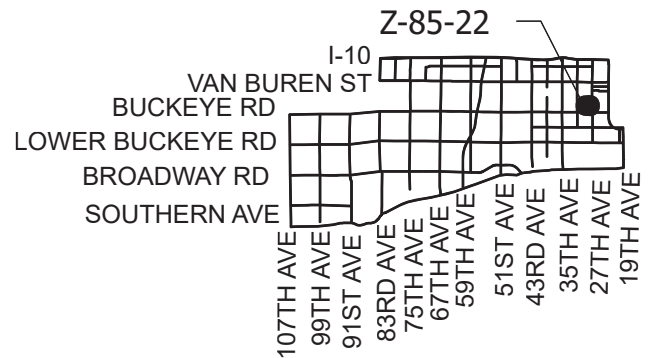 Z-85-22
I-10
VAN BUREN ST
BUCKEYE RD
LOWER BUCKEYE RD
BROADWAY RD
SOUTHERN AVE
107TH AVE
99TH AVE
91ST AVE
83RD AVE
75TH AVE
67TH AVE
59TH AVE
51ST AVE
43RD AVE
35TH AVE
27TH AVE
19TH AVE